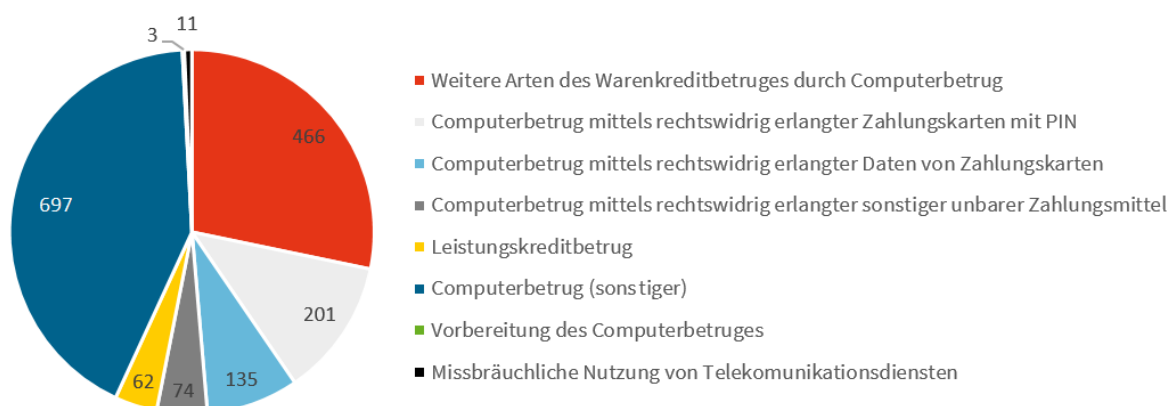 11
3
466
697
201
135
74
62
Weitere Arten des Warenkreditbetruges durch Computerbetrug
Computerbetrug mittels rechtswidrig erlangter Zahlungskarten mit PIN
Computerbetrug mittels rechtswidrig erlangter Daten von Zahlungskarten
Computerbetrug mittels rechtswidrig erlangter sonstiger unbarer Zahlungsmittel
Leistungskreditbetrug
Computerbetrug (sonstiger)
Vorbereitung des Computerbetruges
Missbräuchliche Nutzung von Telekomunikationsdiensten